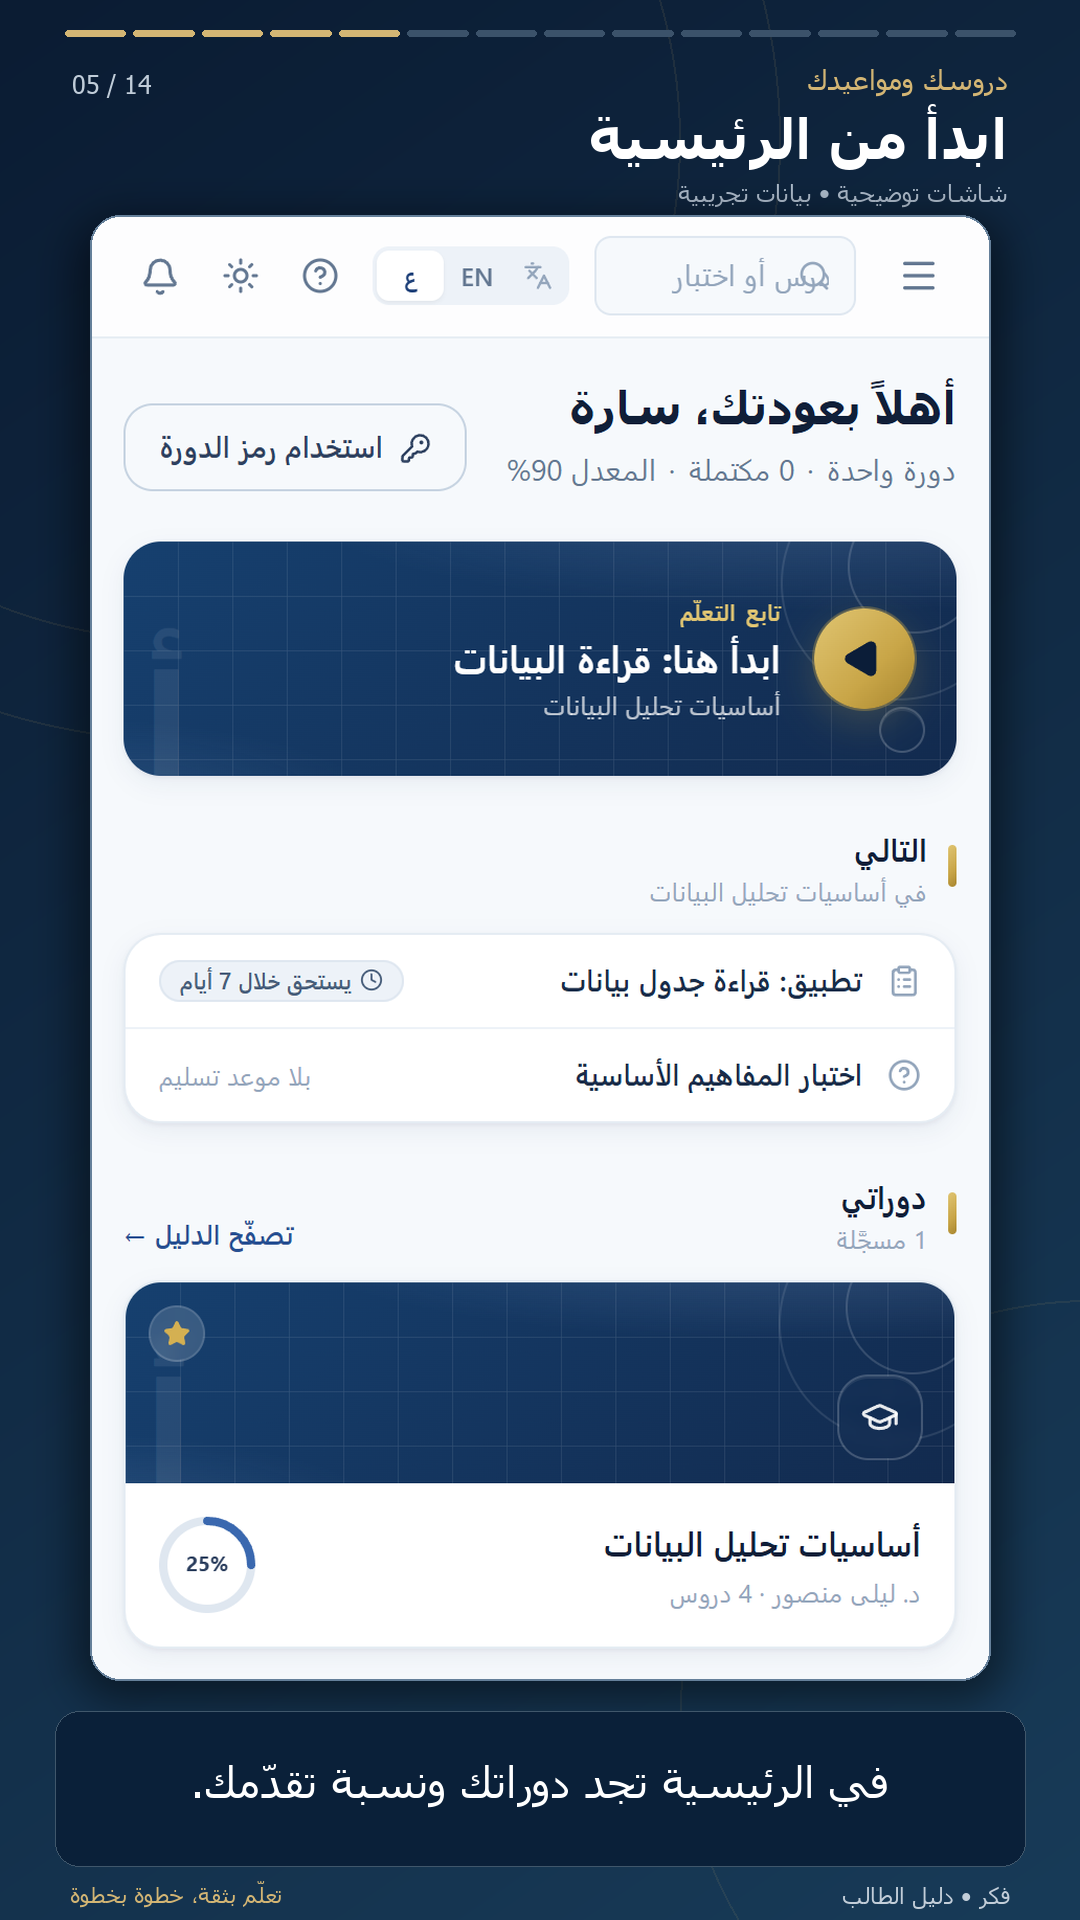 دروسك ومواعيدك
05 / 14
ابدأ من الرئيسية
شاشات توضيحية • بيانات تجريبية
أو اختبار
EN
ع
أهلاً بعودتك، سارة
دورة واحدة · 0 مكتملة · المعدل 90%
استخدام رمز الدورة
تابع التعلّم
ابدأ هنا: قراءة البيانات
أساسيات تحليل البيانات
أ
التالي
في أساسيات تحليل البيانات
تطبيق: قراءة جدول بيانات
يستحق خلال 7 أيام
اختبار المفاهيم الأساسية
بلا موعد تسليم
دوراتي
1 مسجَّلة
تصفّح الدليل ←
أ
أساسيات تحليل البيانات
د. ليلى منصور · 4 دروس
25%
في الرئيسية تجد دوراتك ونسبة تقدّمك.
فكر • دليل الطالب
تعلّم بثقة، خطوة بخطوة